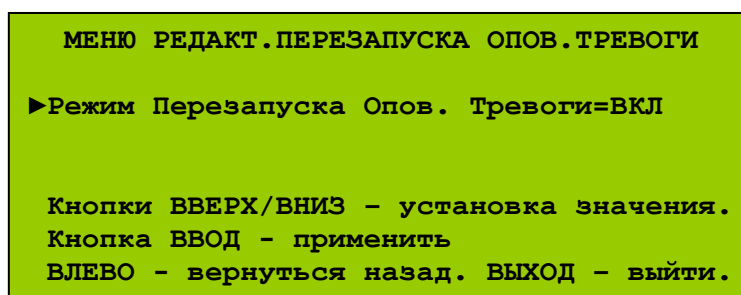 МЕНЮ РЕДАКТ.ПЕРЕЗАПУСКА ОПОВ.ТРЕВОГИ
►Режим Перезапуска Опов. Тревоги=ВКЛ
Кнопки ВВЕРХ/ВНИЗ – установка значения.
Кнопка ВВОД - применить
ВЛЕВО - вернуться назад. ВЫХОД – выйти.